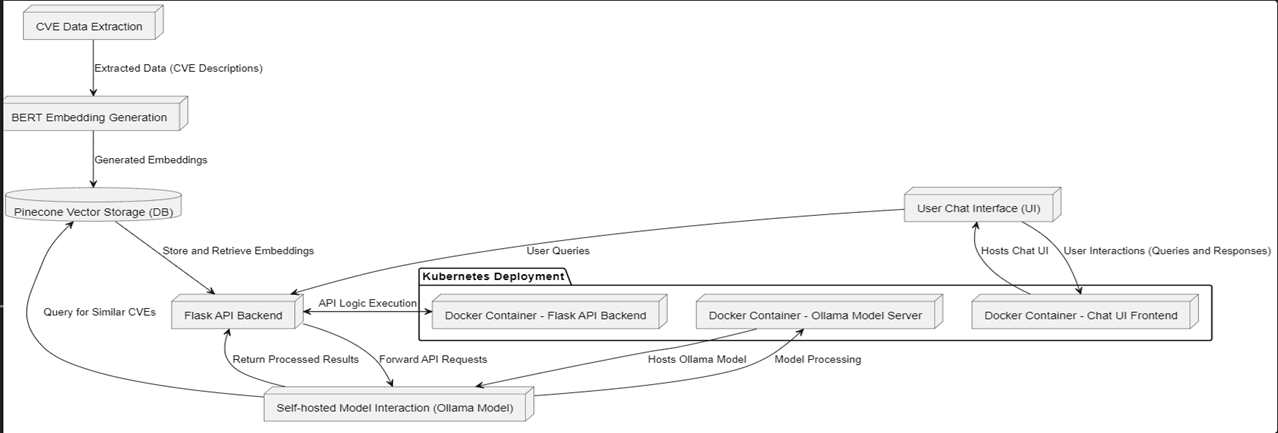 CVE Data Extraction
Extracted Data (CVE Descriptions)
BERT Embedding Generation
Generated Embeddings
Pinecone Vector Storage (DB)
User Chat Interface (UI)
Store and Retrieve Embeddings
User Queries
Hosts Chat UI
User Interactions (Queries and Responses)
Kubernetes Deployment
Query for Similar CVEs
Flask API Backend
API Logic Execution
Docker Container - Flask API Backend
Docker Container - Ollama Model Server
Docker Container - Chat UI Frontend
Return Processed Results
Forward API Requests
Hosts Ollama Model
Model Processing
Self-hosted Model Interaction (Ollama Model)